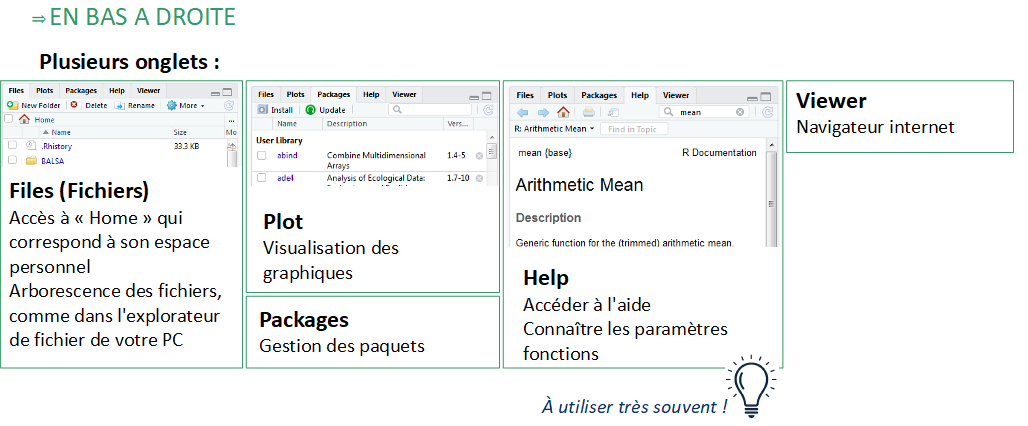 ⇒ EN BAS A DROITE
Plusieurs onglets :
Files Plots Packages Help Viewer
New Folder Delete Rename More
Home ...
Name Size Mo
.Rhistory 33.3 KB
BALSA
Files (Fichiers)
Accès à « Home » qui
correspond à son espace
personnel
Arborescence des fichiers,
comme dans l'explorateur
de fichier de votre PC
Files Plots Packages Help Viewer
Install Update
Name Description Vers...
User Library
abind Combine Multidimensional 1.4-5
Arrays
ade4 Analysis of Ecological Data: 1.7-10
Plot
Visualisation des
graphiques
Packages
Gestion des paquets
Files Plots Packages Help Viewer
mean
R: Arithmetic Mean Find in Topic
mean {base} R Documentation
Arithmetic Mean
Description
Generic function for the (trimmed) arithmetic mean.
Help
Accéder à l'aide
Connaître les paramètres
fonctions
Viewer
Navigateur internet
À utiliser très souvent !